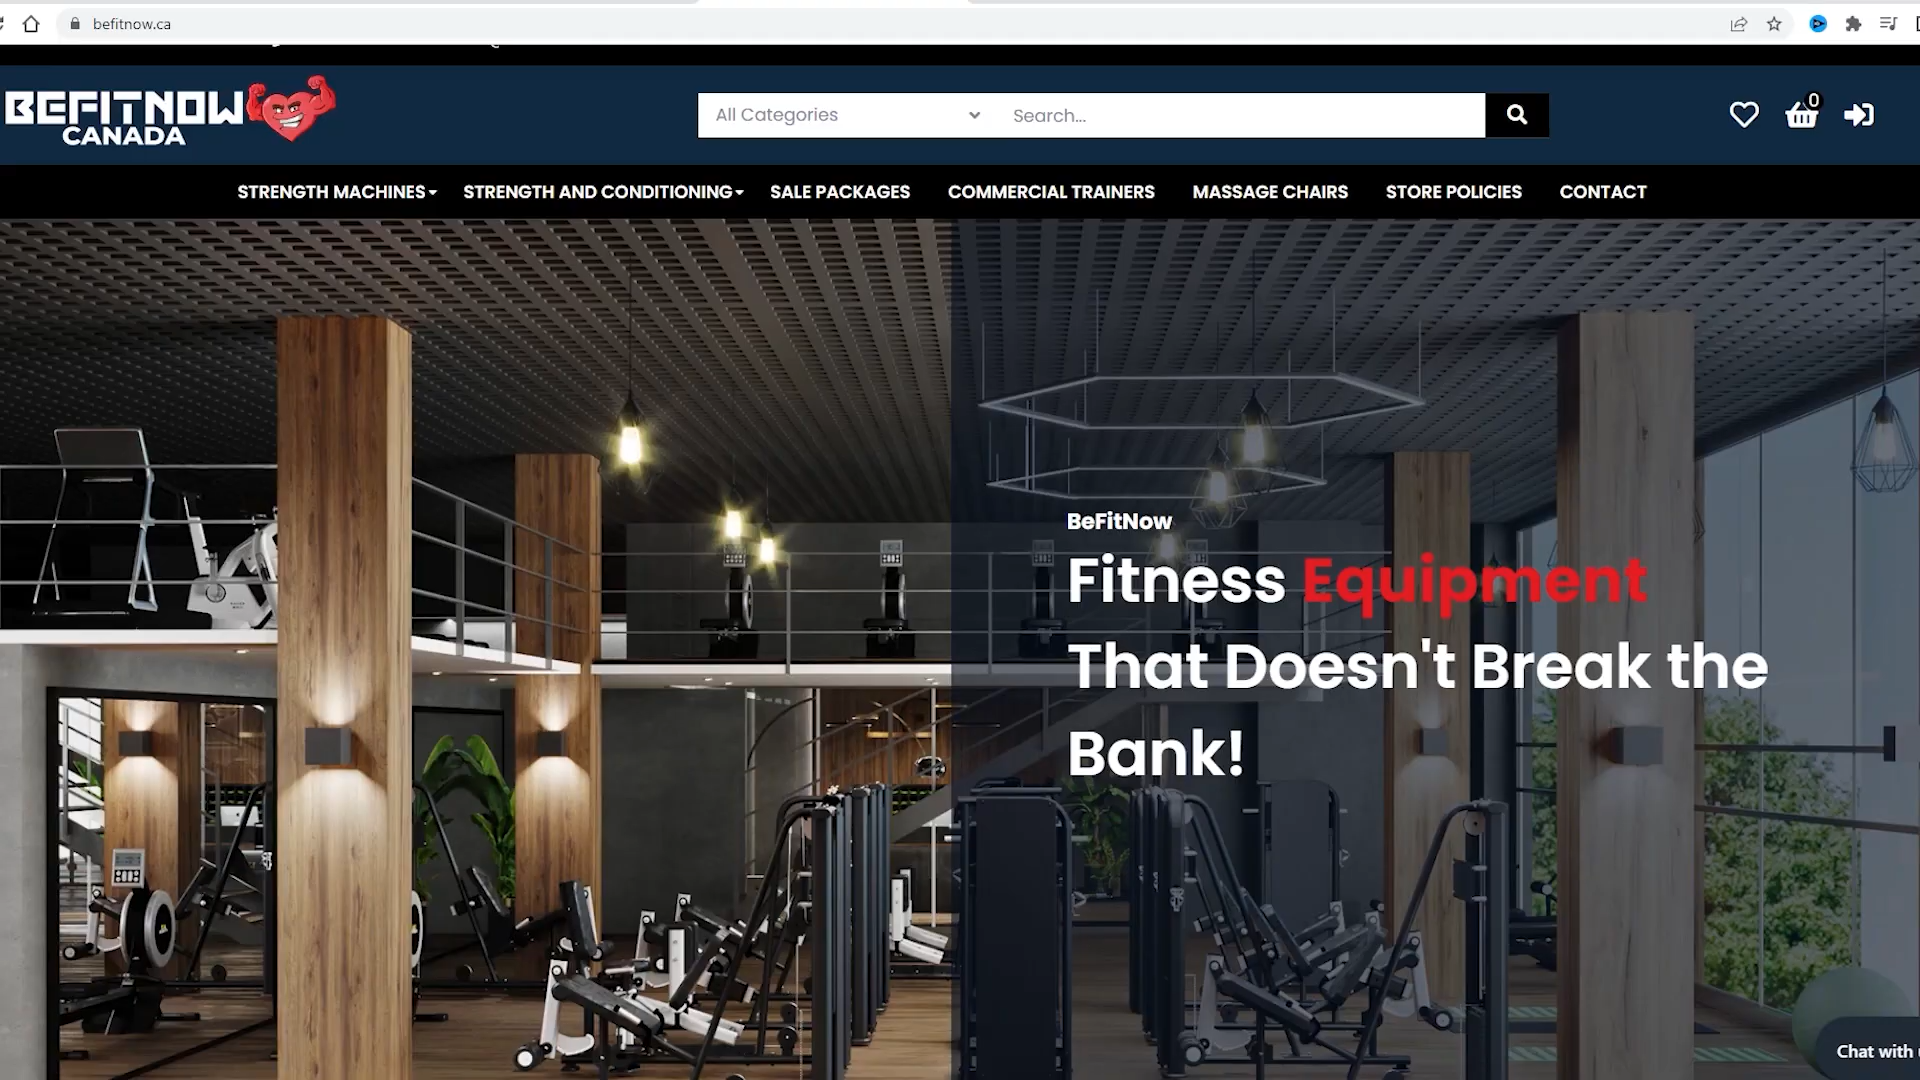 befitnow.ca
BEFITNOW
CANADA
All Categories
Search...
0
STRENGTH MACHINES
STRENGTH AND CONDITIONING
SALE PACKAGES
COMMERCIAL TRAINERS
MASSAGE CHAIRS
STORE POLICIES
CONTACT
BeFitNow
Fitness Equipment
That Doesn't Break the
Bank!
Chat with